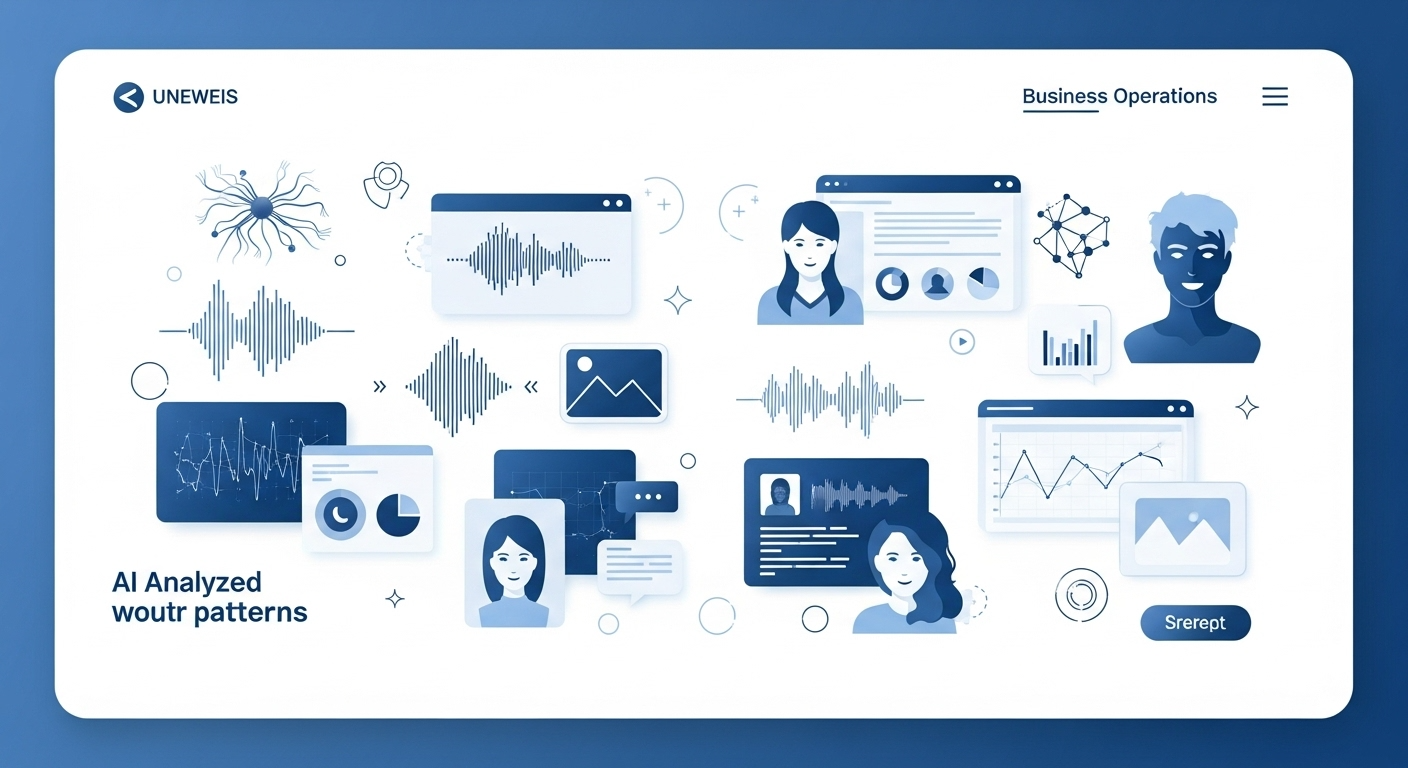 UNEWEIS
Business Operations
AI Analyzed
woutr patterns
Srerept